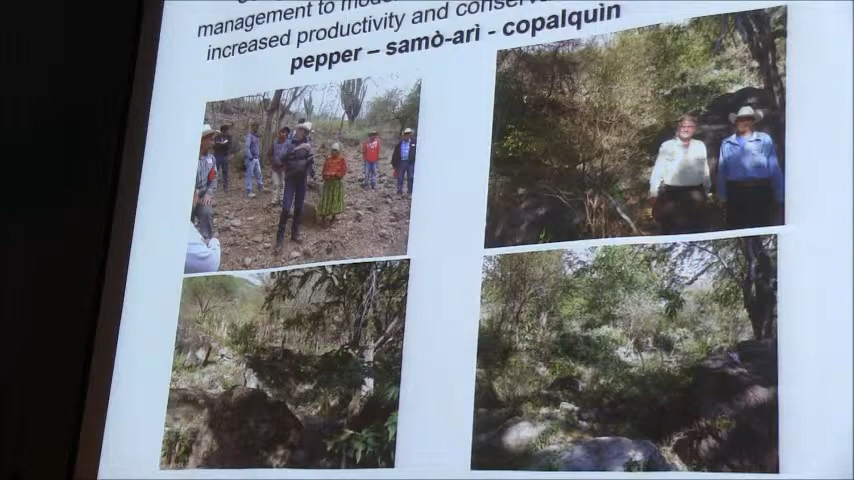 management to
increased productivity and
pepper – samò-arì - copalquìn